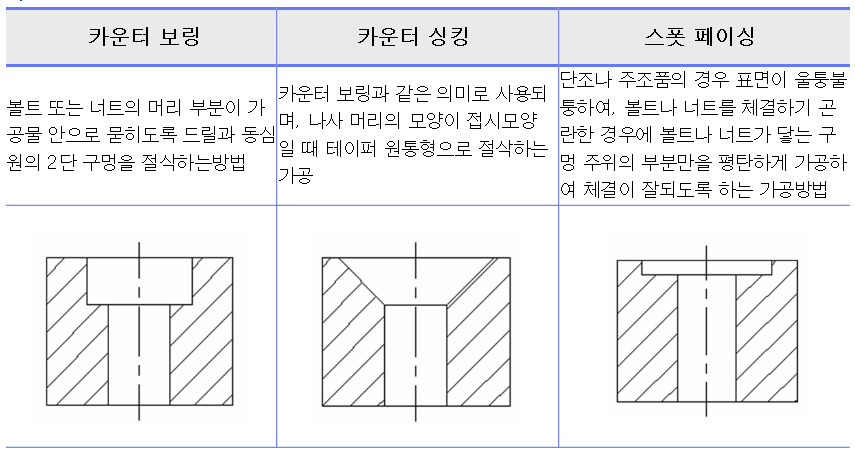 카운터 보링
카운터 싱킹
스폿 페이싱
볼트 또는 너트의 머리 부분이 가
공물 안으로 묻히도록 드릴과 동심
원의 2단 구멍을 절삭하는방법
카운터 보링과 같은 의미로 사용되
며, 나사 머리의 모양이 접시모양
일 때 테이퍼 원통형으로 절삭하는
가공
단조나 주조품의 경우 표면이 울퉁불
퉁하여, 볼트나 너트를 체결하기 곤
란한 경우에 볼트나 너트가 닿는 구
멍 주위의 부분만을 평탄하게 가공하
여 체결이 잘되도록 하는 가공방법